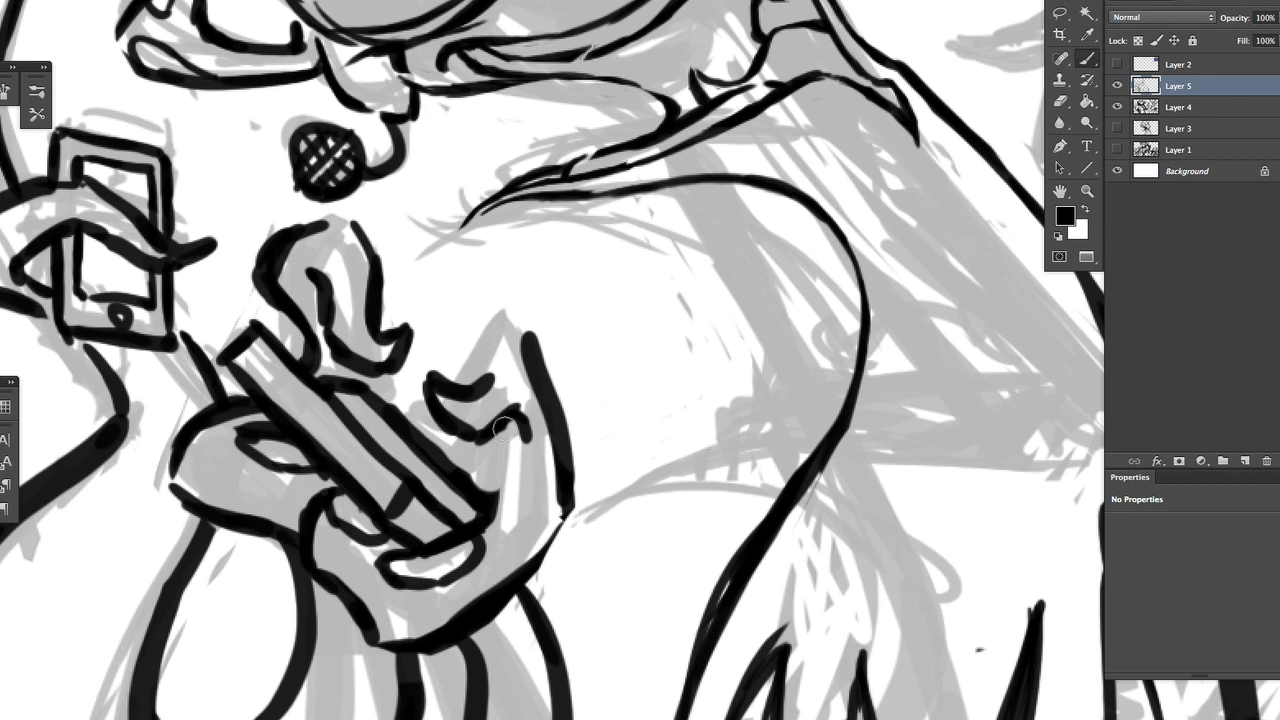 Normal Opacity: 100%
Lock: Fill: 100%
Layer 2
Layer 5
Layer 4
Layer 3
Layer 1
Background
Properties
No Properties